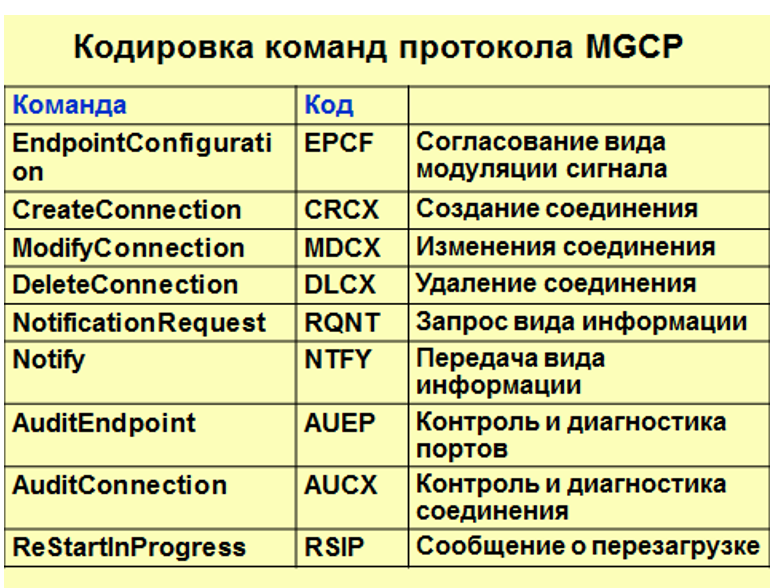 Кодировка команд протокола MGCP
Команда Код
EndpointConfigurati EPCF Согласование вида
on модуляции сигнала
CreateConnection CRCX Создание соединения
ModifyConnection MDCX Изменения соединения
DeleteConnection DLCX Удаление соединения
NotificationRequest RQNT Запрос вида информации
Notify NTFY Передача вида
информации
AuditEndpoint AUEP Контроль и диагностика
портов
AuditConnection AUCX Контроль и диагностика
соединения
ReStartInProgress RSIP Сообщение о перезагрузке